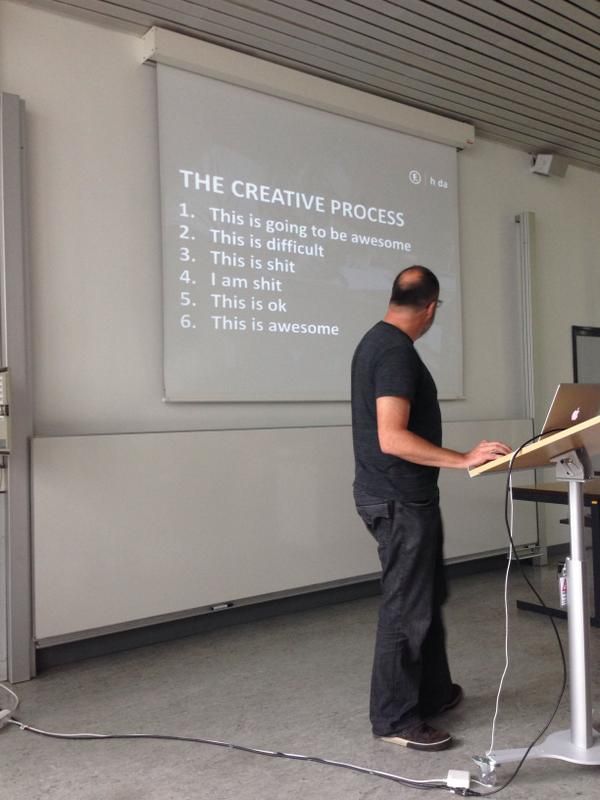 E h da
THE CREATIVE PROCESS
1. This is going to be awesome
2. This is difficult
3. This is shit
4. I am shit
5. This is ok
6. This is awesome